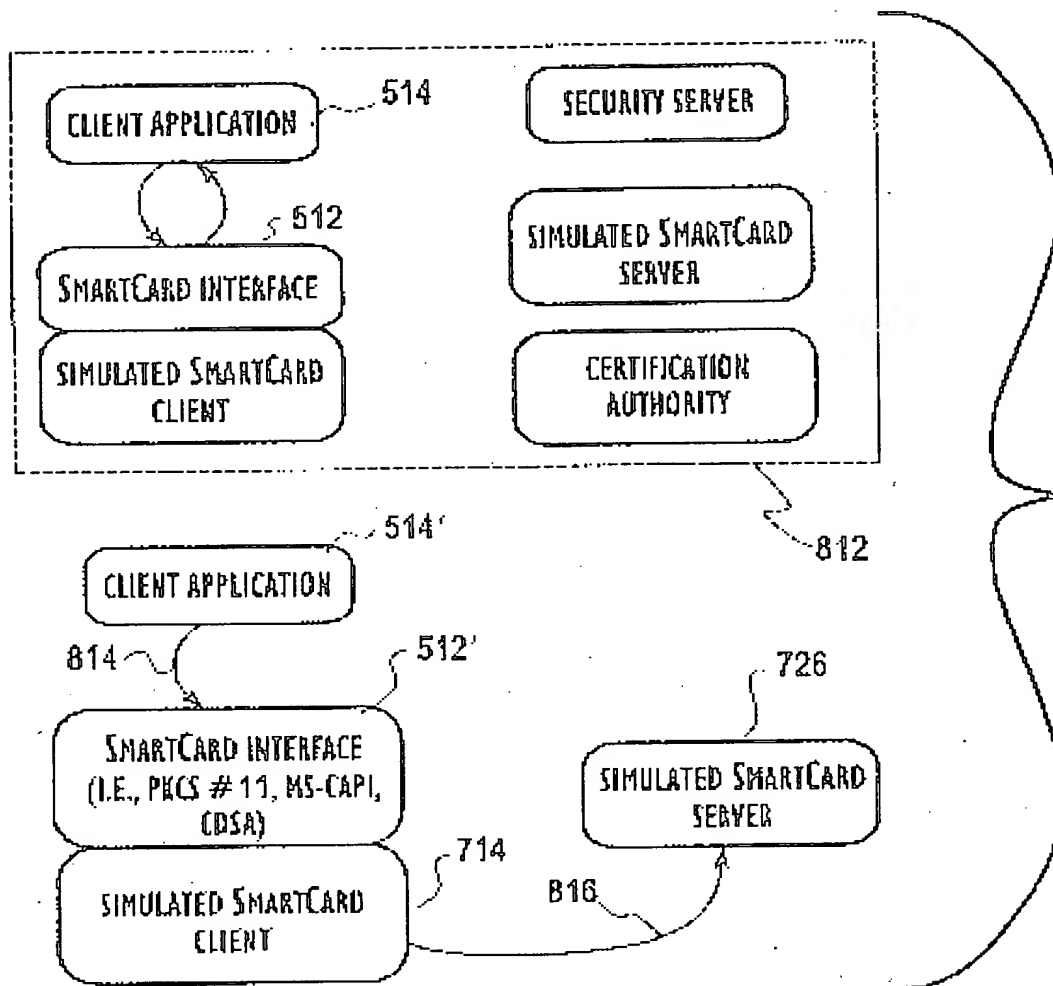 CLIENT APPLICATION
514
SECURITY SERVER
512
SMARTCARD INTERFACE
SIMULATED SMARTCARD
CLIENT
SIMULATED SMARTCARD
SERVER
CERTIFICATION
AUTHORITY
812
514'
CLIENT APPLICATION
814
512'
SMARTCARD INTERFACE
(I.E., PKCS # 11, MS-CAPI,
CDSA)
714
SIMULATED SMARTCARD
CLIENT
726
SIMULATED SMARTCARD
SERVER
816